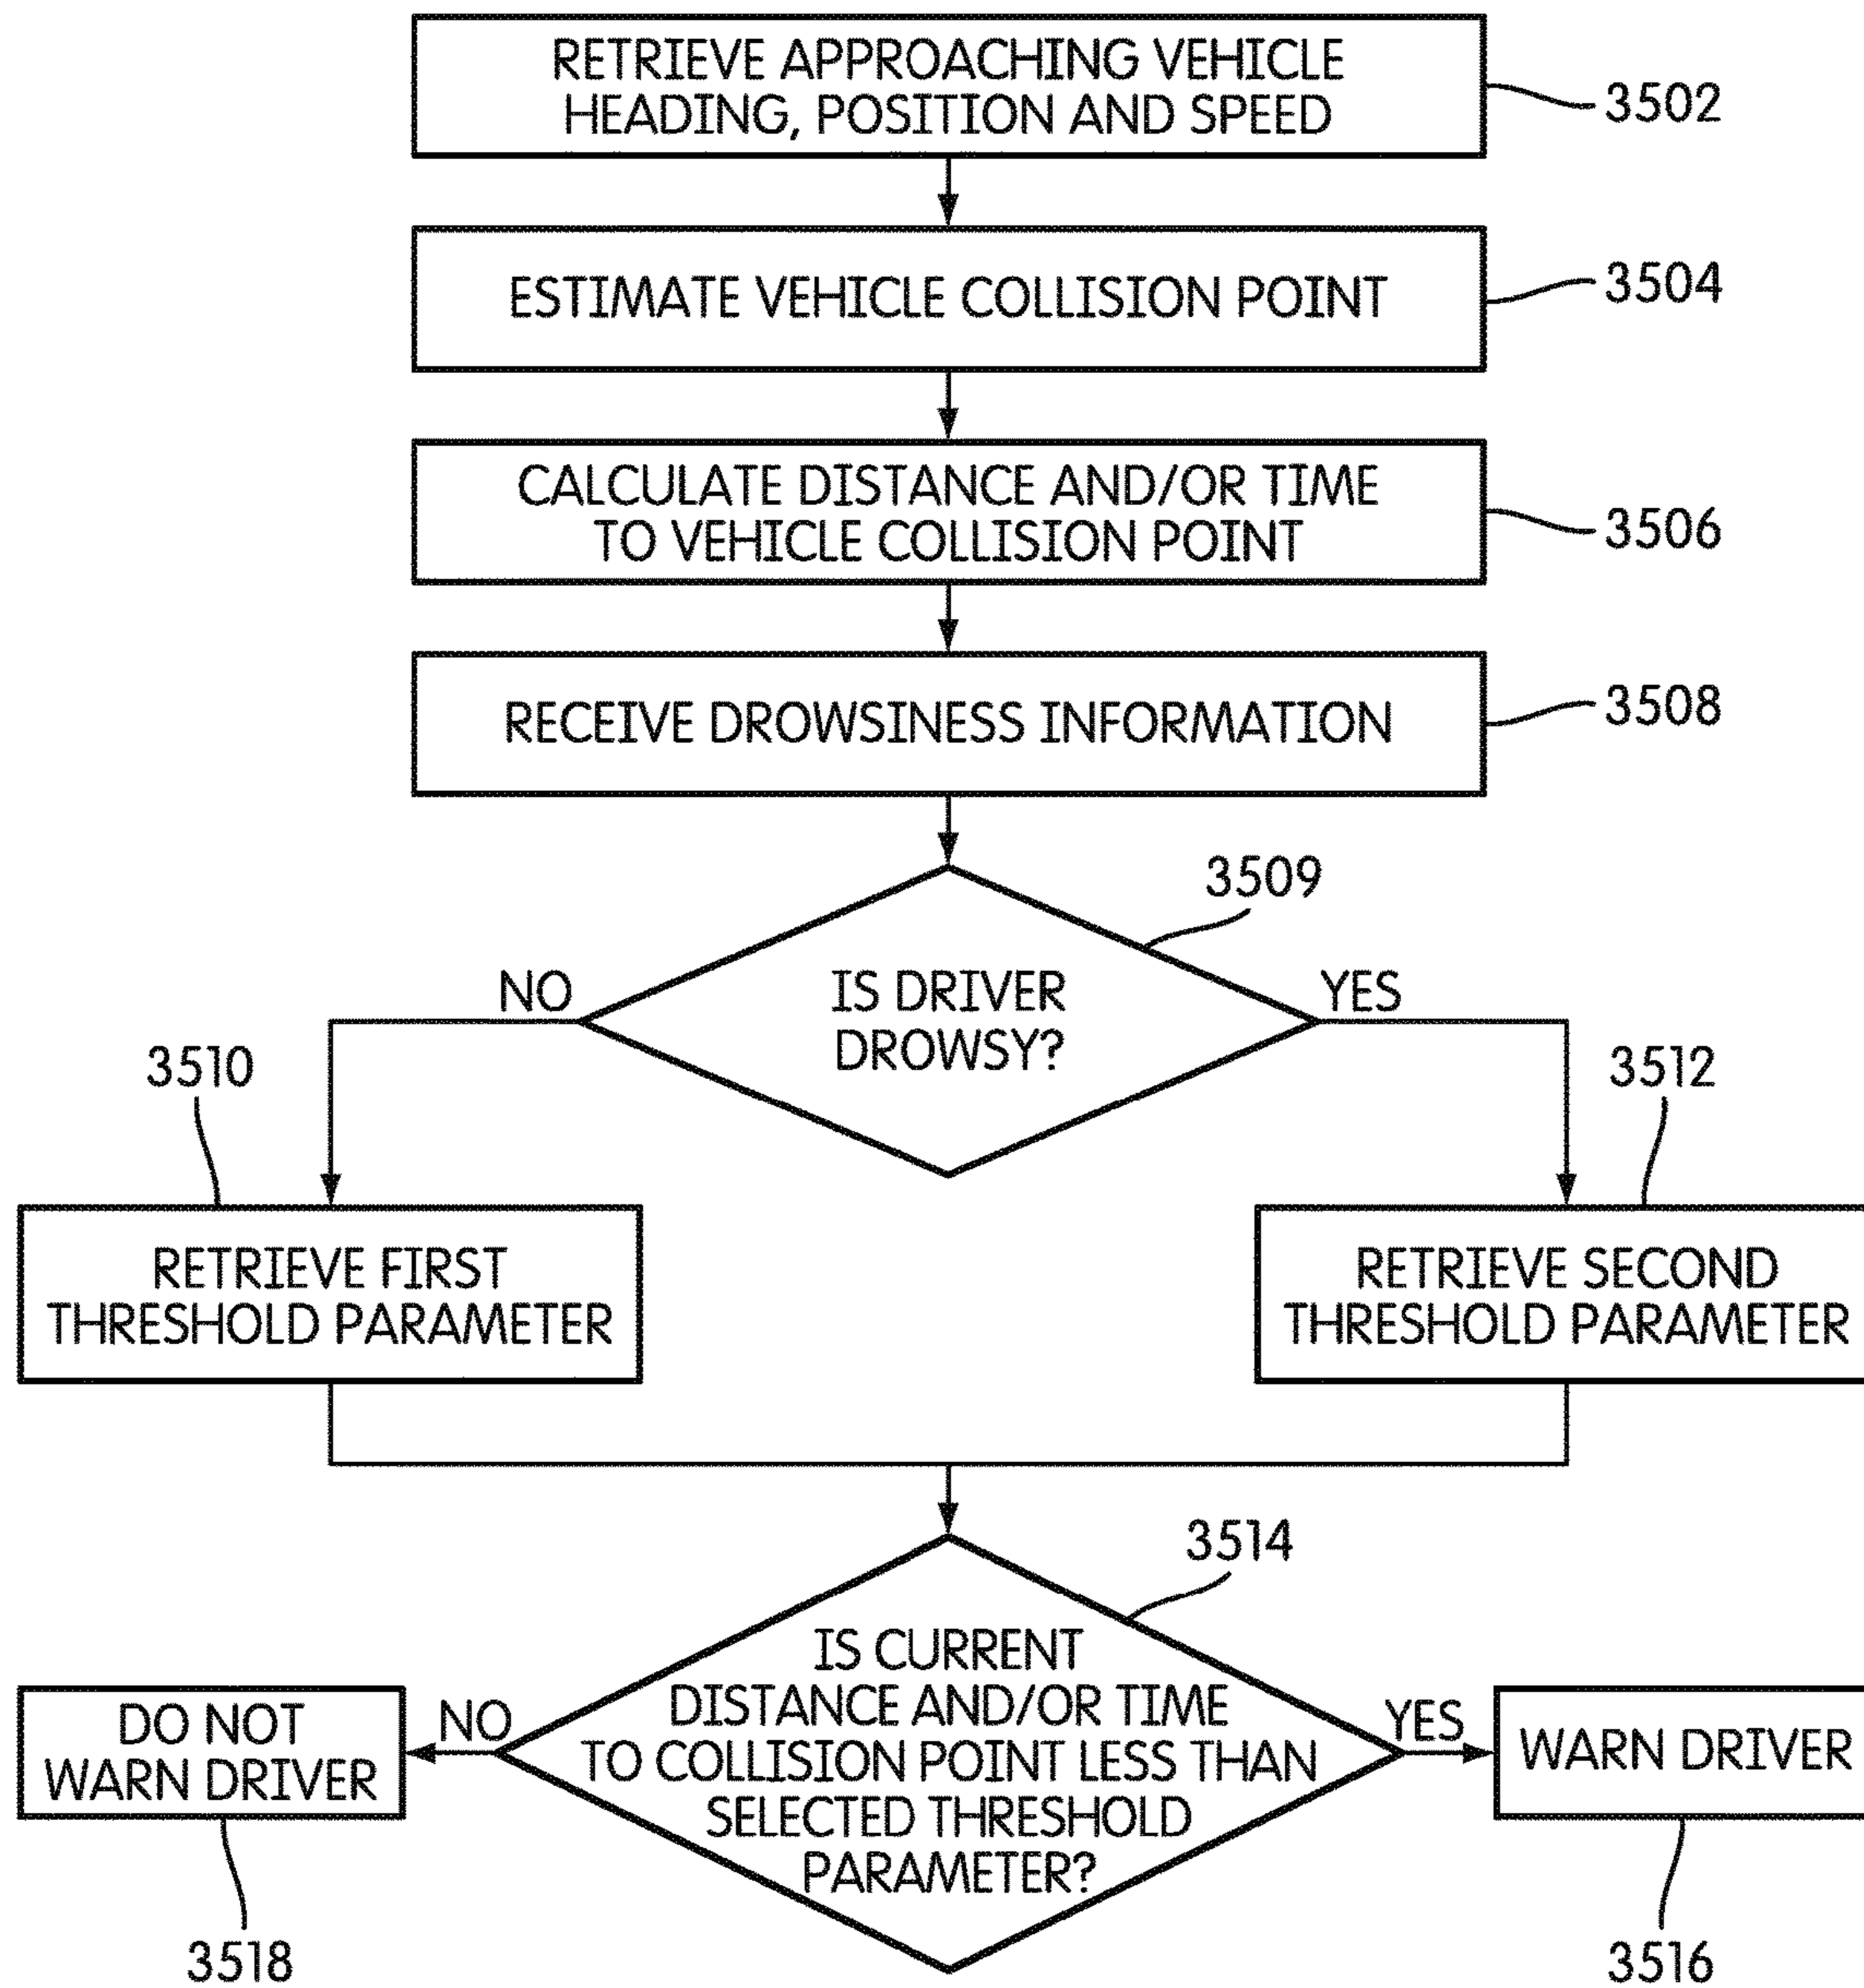 RETRIEVE APPROACHING VEHICLE
HEADING, POSITION AND SPEED
3502
ESTIMATE VEHICLE COLLISION POINT
3504
CALCULATE DISTANCE AND/OR TIME
TO VEHICLE COLLISION POINT
3506
RECEIVE DROWSINESS INFORMATION
3508
3509
IS DRIVER
DROWSY?
NO
YES
3510
3512
RETRIEVE FIRST
THRESHOLD PARAMETER
RETRIEVE SECOND
THRESHOLD PARAMETER
3514
IS CURRENT
DISTANCE AND/OR TIME
TO COLLISION POINT LESS THAN
SELECTED THRESHOLD
PARAMETER?
NO
YES
DO NOT
WARN DRIVER
WARN DRIVER
3518
3516